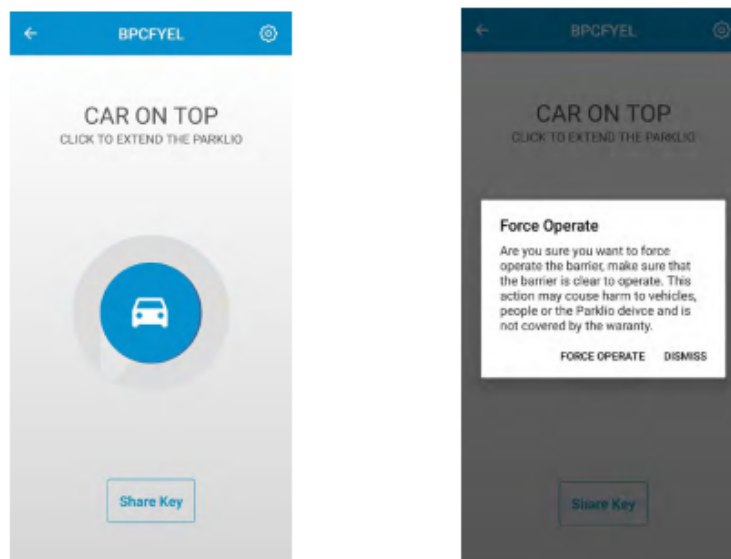 BPCFYEL
CAR ON TOP
CLICK TO EXTEND THE PARKLIO
Share Key
BPCFYEL
CAR ON TOP
CLICK TO EXTEND THE PARKLIO
Force Operate
Are you sure you want to force
operate the barrier, make sure that
the barrier is clear to operate. This
action may couse harm to vehicles,
people or the Parklio deivce and is
not covered by the waranty.
FORCE OPERATE DISMISS
Share Key